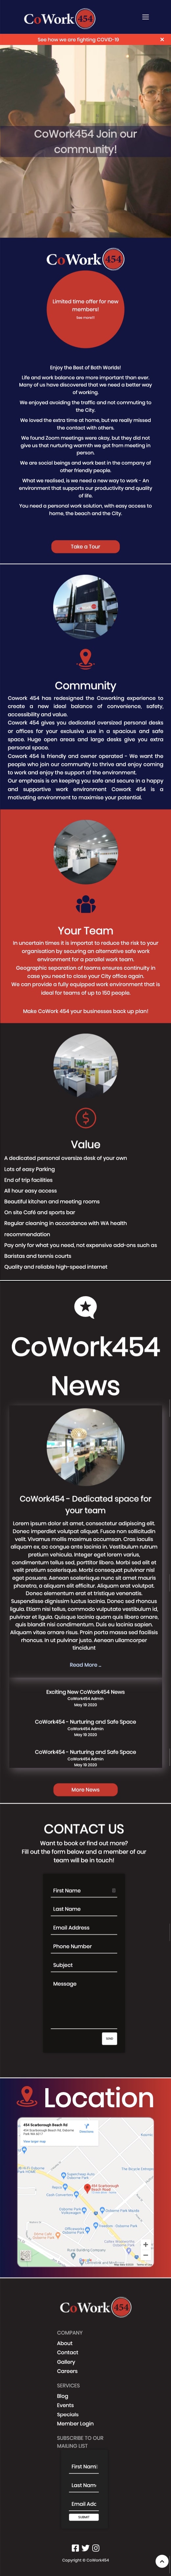 CoWork 454
See how we are fighting COVID-19 ×
CoWork454 Join our
community!
CoWork 454
Limited time offer for new
members!
See more!!
Enjoy the Best of Both Worlds!
Life and work balance are more important than ever.
Many of us have discovered that we need a better way
of working.
We enjoyed avoiding the traffic and not commuting to
the City.
We loved the extra time at home, but we really missed
the contact with others.
We found Zoom meetings were okay, but they did not
give us that nurturing warmth we got from meeting in
person.
We are social beings and work best in the company of
other friendly people.
What we realised, is we need a new way to work - An
environment that supports our productivity and quality
of life.
You need a personal work solution, with easy access to
home, the beach and the City.
Take a Tour
Community
Cowork 454 has redesigned the Coworking experience to
create a new ideal balance of convenience, safety,
accessibility and value.
Cowork 454 gives you dedicated oversized personal desks
or offices for your exclusive use in a spacious and safe
space. Huge open areas and large desks give you extra
personal space.
Cowork 454 is friendly and owner operated - We want the
people within our community to thrive and enjoy coming
to work and enjoy the support of the environment.
Our emphasis is on keeping you safe and secure in a happy
and supportive work environment Cowork 454 is a
motivating environment to maximise your potential.
Your Team
In uncertain times it is important to reduce the risk to your
organisation by securing an alternative safe work
environment for a parallel work team.
Geographic seperation of teams ensures continuity in
case you need to close your City office again.
We can provide a fully equipped work environment that is
ideal for teams of up to 150 people.
Make CoWork 454 your businesses back up plan!
Value
A dedicated personal oversize desk of your own
Lots of easy Parking
End of trip facilities
All hour easy access
Beautiful kitchen and meeting rooms
On site Café and sports bar
Regular cleaning in accordance with WA health
recommendation
Pay only for what you need, not expensive add-ons such as
Baristas and tennis courts
Quality and reliable high-speed internet
CoWork454
News
CoWork454 - Dedicated space for
your team
Lorem ipsum dolor sit amet, consectetur adipiscing elit.
Donec imperdiet volutpat aliquet. Fusce non sollicitudin
velit. Vivamus mollis maximus accumsan. Cras iaculis
aliquam ex, ac congue ante lacinia in. Vestibulum rutrum
pretium vehicula. Integer eget lorem varius,
condimentum tellus sed, porttitor libero. Morbi sed elit et
velit pretium scelerisque. Morbi consequat pulvinar nisl
eget posuere. Aenean scelerisque nunc sit amet ornare
pharetra, a aliquam elit efficitur. Aliquam erat volutpat.
Donec elementum erat et tristique venenatis.
Suspendisse dignissim luctus lacinia. Donec sed rhoncus
ligula. Etiam nisl tellus, commodo vulputate vestibulum id,
pulvinar et ligula. Quisque lacinia quam quis libero ornare,
quis blandit nisi condimentum. Duis eu lacinia sapien.
Aliquam vitae ornare risus. Proin porta massa sed facilisis
rhoncus. In ut pulvinar justo. Aenean ullamcorper
tincidunt
Read More ...
Exciting New CoWork454 News
CoWork454 Admin
May 19 2020
CoWork454 - Nurturing and Safe Space
CoWork454 Admin
May 19 2020
CoWork454 - Nurturing and Safe Space
CoWork454 Admin
May 19 2020
More News
CONTACT US
Want to book or find out more?
Fill out the form below and a member of our
team will be in touch!
First Name
Last Name
Email Address
Phone Number
Subject
Message
SEND
Location
454 Scarborough Beach Rd
View larger map
Directions
CoWork 454
COMPANY
About
Contact
Gallery
Careers
SERVICES
Blog
Events
Specials
Member Login
SUBSCRIBE TO OUR
MAILING LIST
First Name
Last Name
Email Add
SUBMIT
Copyright © CoWork454